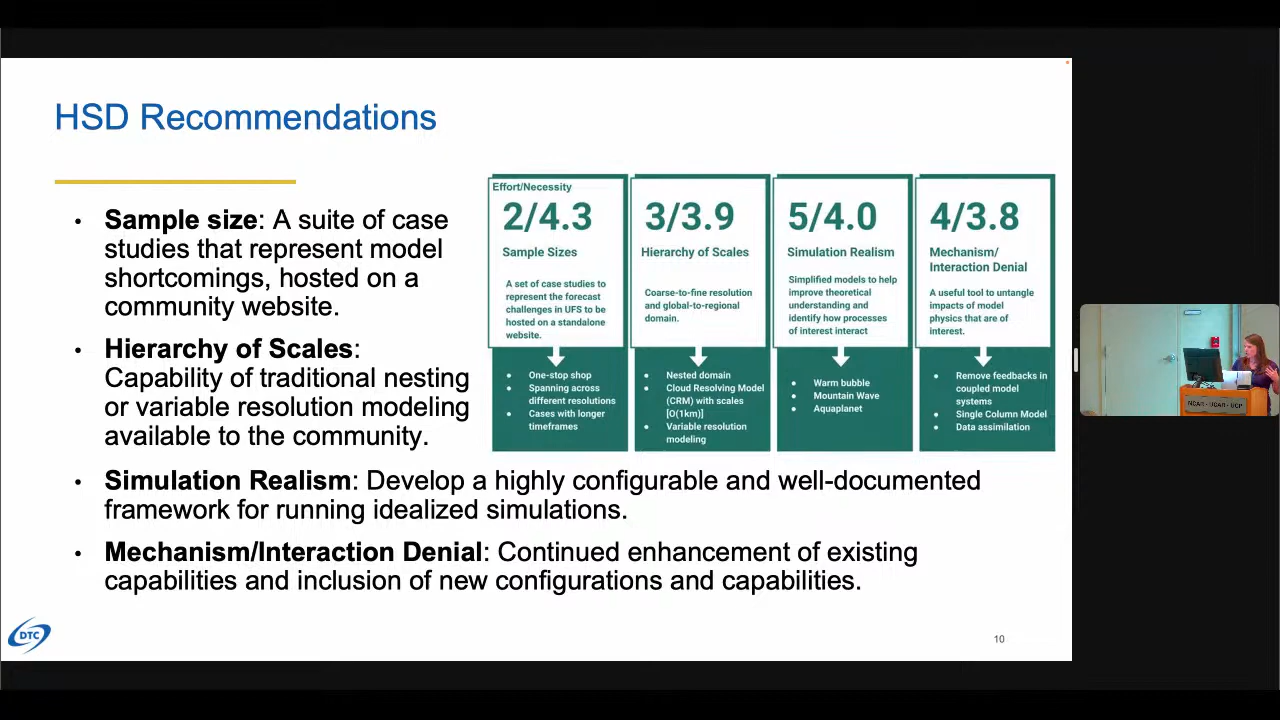 HSD Recommendations
• Sample size: A suite of case
studies that represent model
shortcomings, hosted on a
community website.
• Hierarchy of Scales:
Capability of traditional nesting
or variable resolution modeling
available to the community.
• Simulation Realism: Develop a highly configurable and well-documented
framework for running idealized simulations.
• Mechanism/Interaction Denial: Continued enhancement of existing
capabilities and inclusion of new configurations and capabilities.
Effort/Necessity
2/4.3
Sample Sizes
A set of case studies to
represent the forecast
challenges in UFS to be
hosted on a standalone
website.
• One-stop shop
• Spanning across
different resolutions
• Cases with longer
timeframes
3/3.9
Hierarchy of Scales
Coarse-to-fine resolution
and global-to-regional
domain.
• Nested domain
• Cloud Resolving Model
(CRM) with scales
[O(1km)]
• Variable resolution
modeling
5/4.0
Simulation Realism
Simplified models to help
improve theoretical
understanding and
identify how processes
of interest interact
• Warm bubble
• Mountain Wave
• Aquaplanet
4/3.8
Mechanism/
Interaction Denial
A useful tool to untangle
impacts of model
physics that are of
interest.
• Remove feedbacks in
coupled model
systems
• Single Column Model
• Data assimilation
DTC
10
NCAR - UCAR - UCP